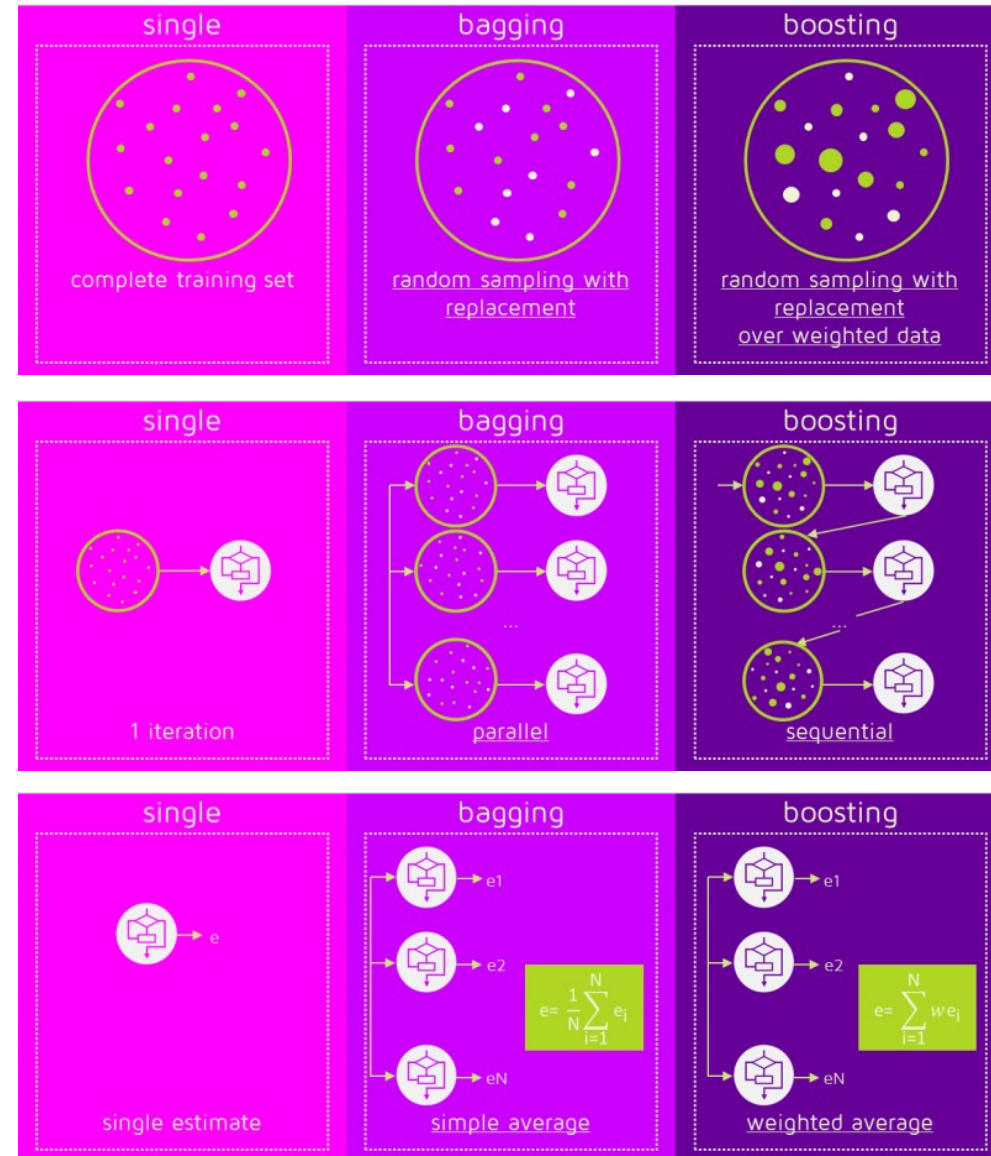 single
bagging
boosting
complete training set
random sampling with
replacement
random sampling with
replacement
over weighted data
single
bagging
boosting
...
...
1 iteration
parallel
sequential
single
bagging
boosting
e
e1
e2
eN
e= 1/N ∑ i=1 N ei
e1
e2
eN
e= ∑ i=1 N wei
single estimate
simple average
weighted average